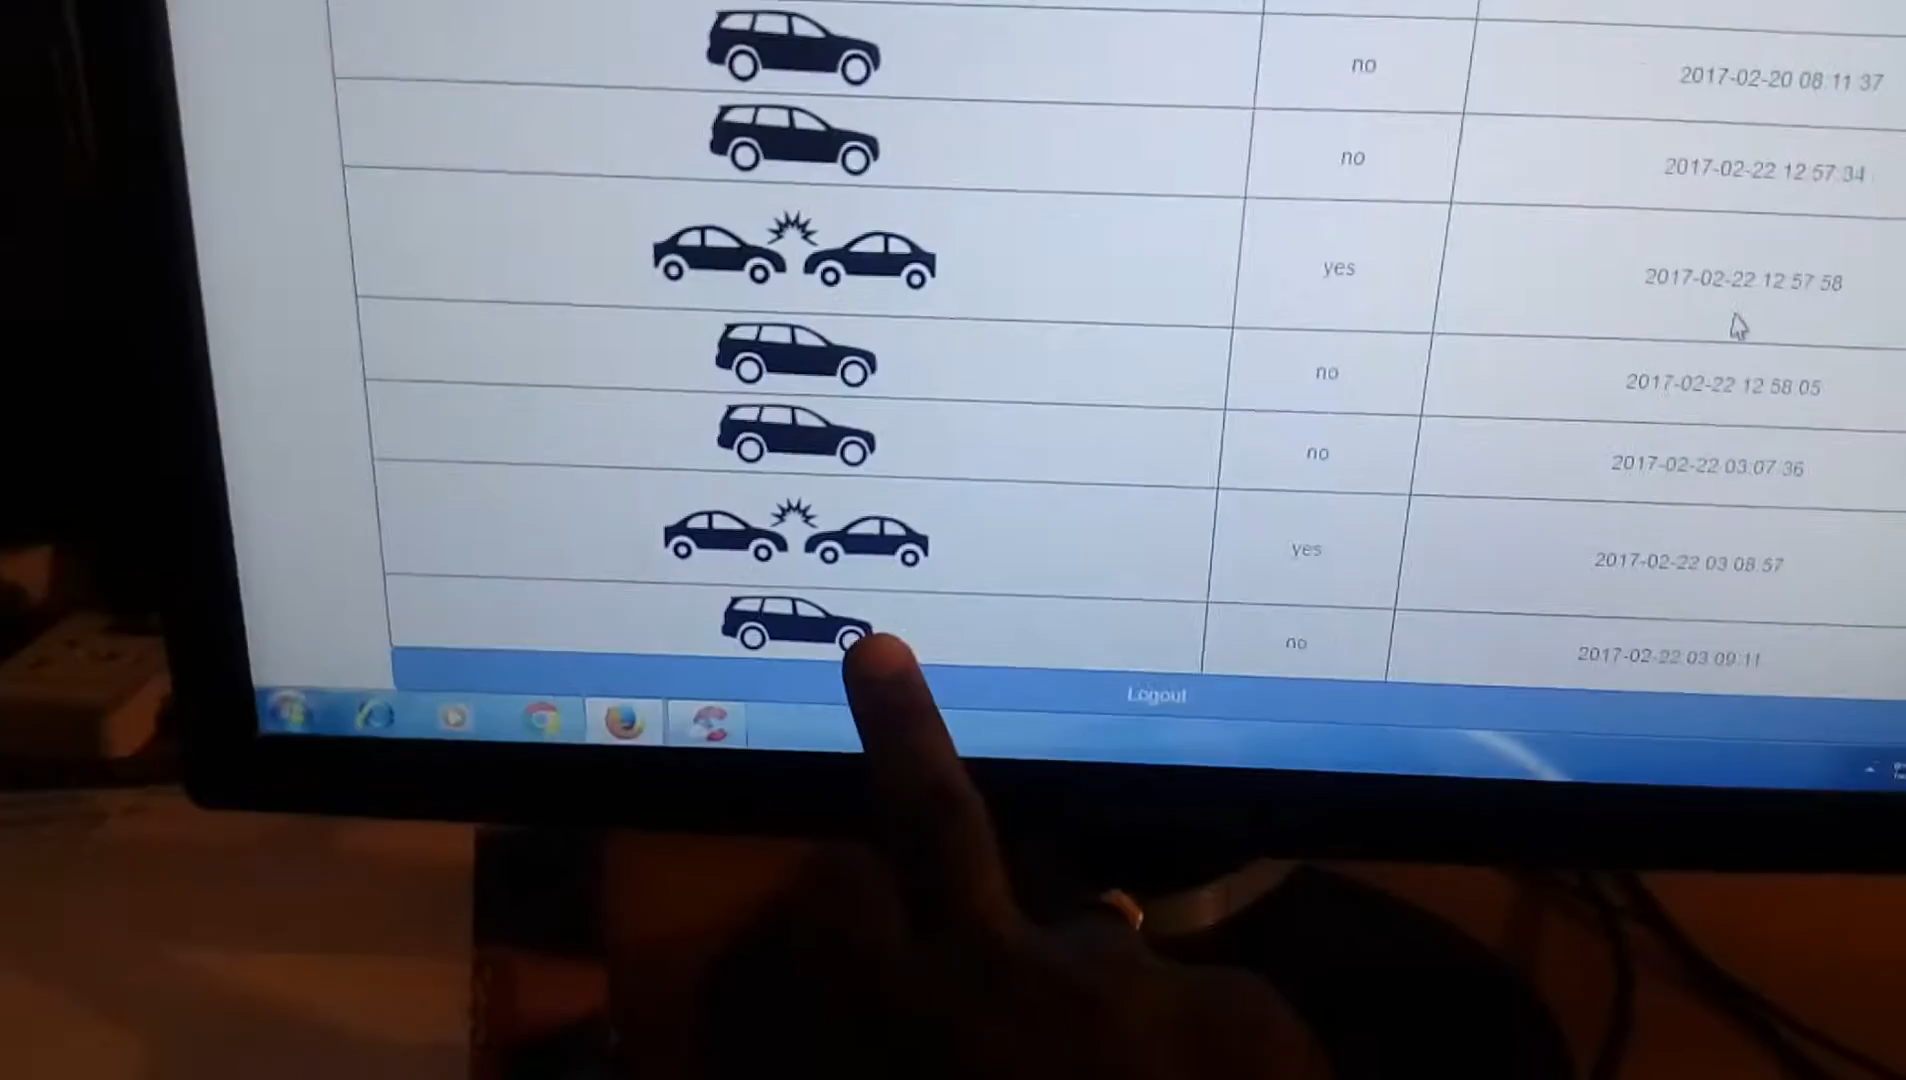 no 2017-02-20 08:11:37
no 2017-02-22 12:57:34
yes 2017-02-22 12:57:58
no 2017-02-22 12:58:05
no 2017-02-22 03:07:36
yes 2017-02-22 03:08:57
no 2017-02-22 03:09:11
Logout